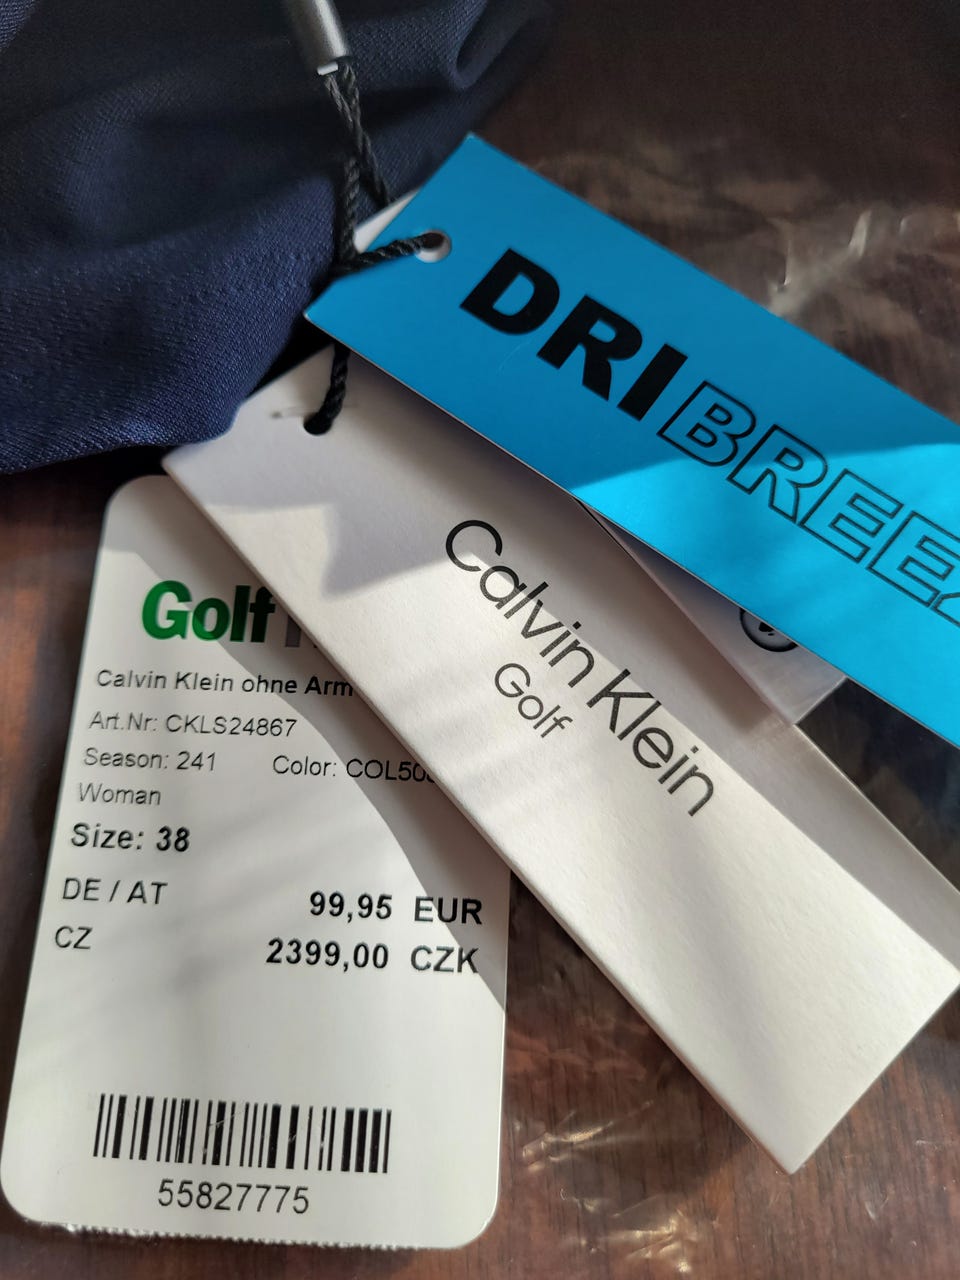 DRI BREE
Calvin Klein
Golf
Golf
Calvin Klein ohne Arm
Art.Nr: CKLS24867
Season: 241 Color: COL50
Woman
Size: 38
DE / AT 99,95 EUR
CZ 2399,00 CZK
55827775